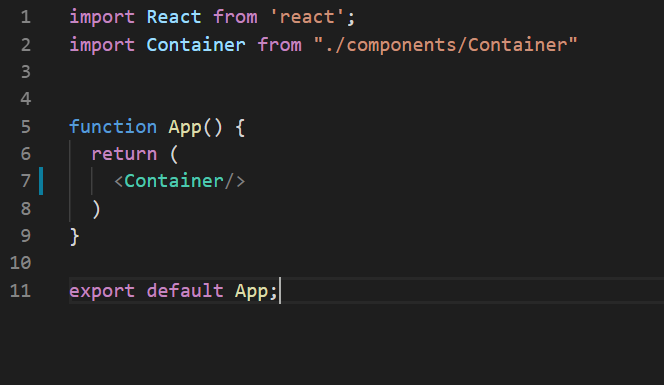 1 import React from 'react';
2 import Container from "./components/Container"
3
4
5 function App() {
6   return (
7     <Container/>
8   )
9 }
10
11 export default App;